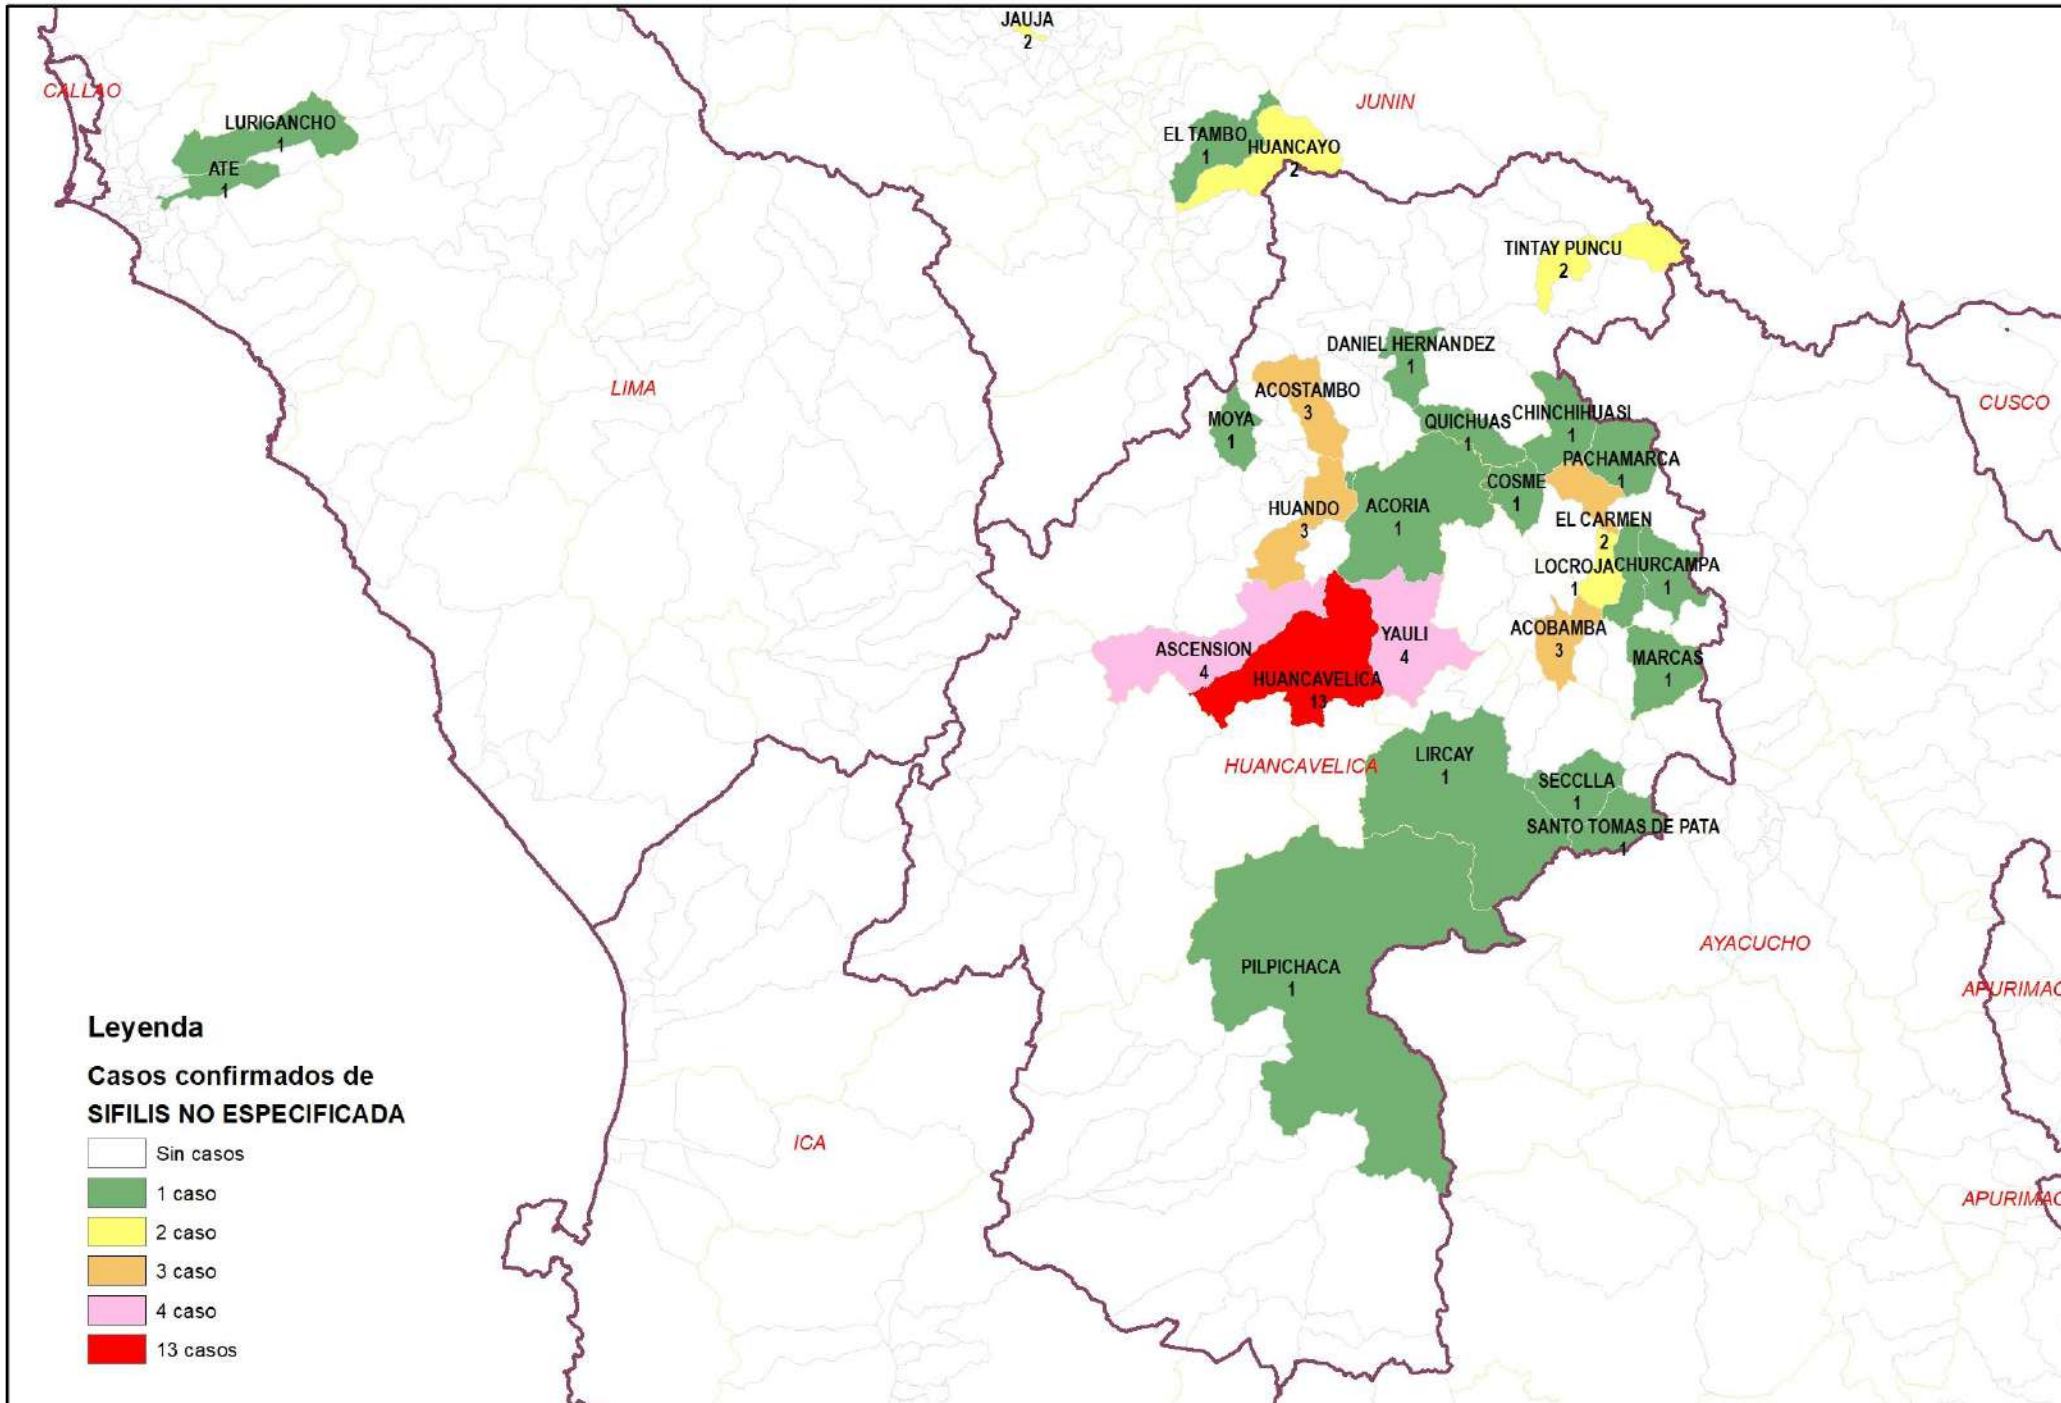 JAUJA
2
CALLAO
JUNIN
LURIGANCHO
1
ATE
1
EL TAMBO
1
HUANCAYO
2
TINTAY PUNCU
2
DANIEL HERNANDEZ
1
LIMA
ACOSTAMBO
3
CUSCO
MOYA
1
QUICHUAS
1
CHINCHIHUASI
1
PACHAMARCA
1
COSME
1
HUANDO
3
ACORIA
1
EL CARMEN
2
LOCROJA
1
CHURCAMPA
1
ACOBAMBA
3
YAULI
4
ASCENSION
4
MARCAS
1
HUANCAVELICA
13
HUANCAVELICA
LIRCAY
1
SECCLLA
1
SANTO TOMAS DE PATA
1
AYACUCHO
PILPICHACA
1
APURIMAC
ICA
APURIMAC
Leyenda
Casos confirmados de
SIFILIS NO ESPECIFICADA
Sin casos
1 caso
2 caso
3 caso
4 caso
13 casos